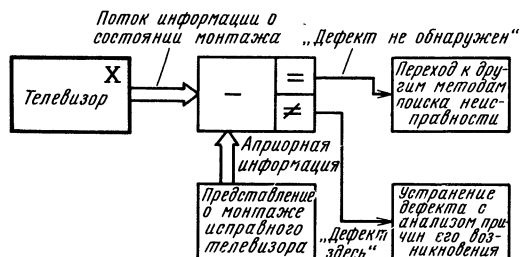 Поток информации о
состоянии монтажа
„Дефект не обнаружен“
X
Телевизор
–
=
≠
Переход к дру-
гим методам
поиска неис-
правности
Априорная
информация
Представление
о монтаже
исправного
телевизора
„Дефект
здесь“
Устранение
дефекта с
анализом при-
чин его воз-
никновения